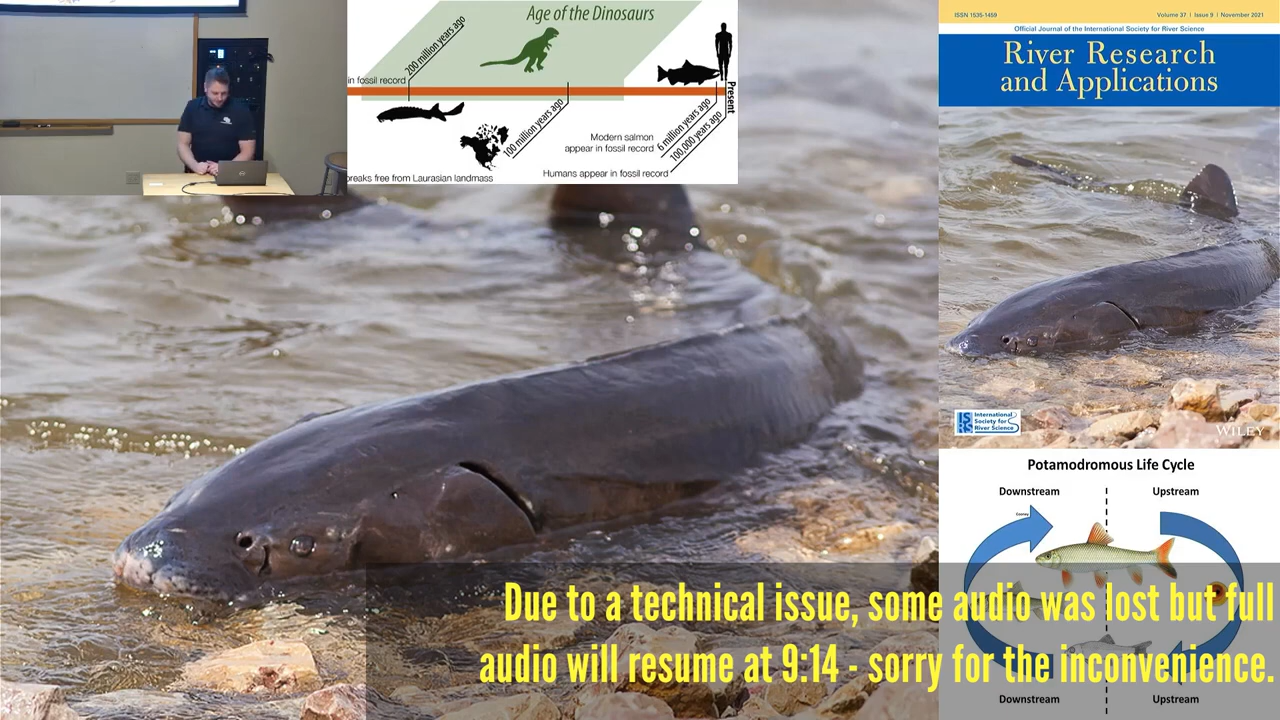 Age of the Dinosaurs
200 million years ago
in fossil record
100 million years ago
Modern salmon
appear in fossil record
6 million years ago
100,000 years ago
Present
Humans appear in fossil record
reaks free from Laurasian landmass
ISSN 1535-1459
Volume 37 | Issue 9 | November 2021
Official Journal of the International Society for River Science
River Research
and Applications
International
Society for
River Science
WILEY
Potamodromous Life Cycle
Downstream
Upstream
Due to a technical issue, some audio was lost but full
audio will resume at 9:14 - sorry for the inconvenience.
Downstream
Upstream